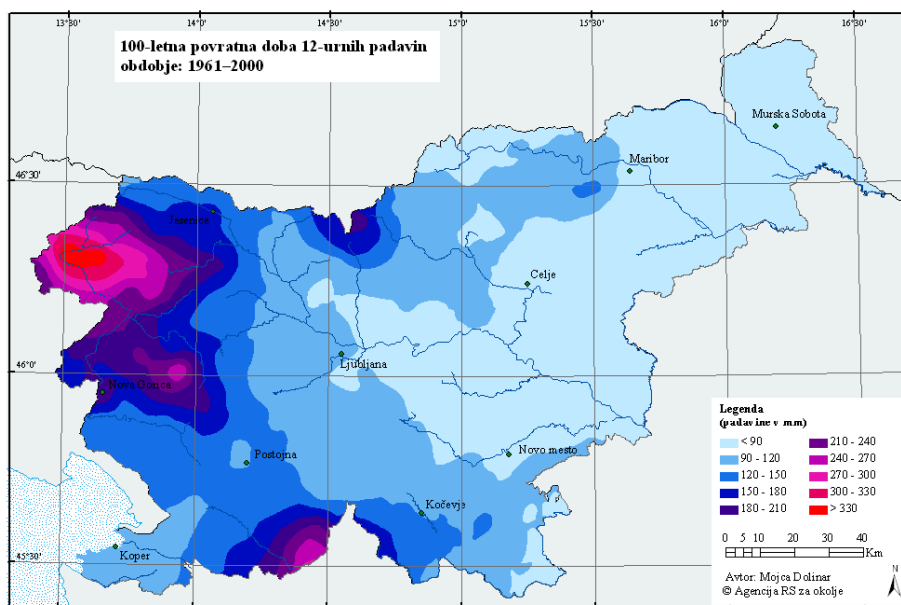 13°30' 14°0' 14°30' 15°0' 15°30' 16°0' 16°30'
100-letna povratna doba 12-urnih padavin
obdobje: 1961–2000
Murska Sobota
Maribor
46°30'
Jesenice
Celje
46°0'
Ljubljana
Nova Gorica
Postojna
Novo mesto
Kočevje
45°30'
Koper
Legenda
(padavine v mm)
< 90 210 - 240
90 - 120 240 - 270
120 - 150 270 - 300
150 - 180 300 - 330
180 - 210 > 330
0 5 10 20 30 40
Km
Avtor: Mojca Dolinar
© Agencija RS za okolje
N